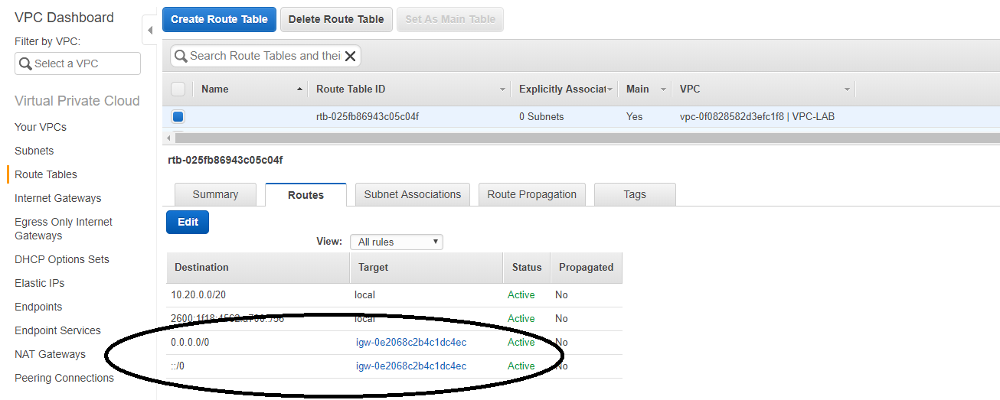 VPC Dashboard
Filter by VPC:
Select a VPC
Virtual Private Cloud
Your VPCs
Subnets
Route Tables
Internet Gateways
Egress Only Internet
Gateways
DHCP Options Sets
Elastic IPs
Endpoints
Endpoint Services
NAT Gateways
Peering Connections
Create Route Table Delete Route Table Set As Main Table
Search Route Tables and thei
Name Route Table ID Explicitly Associat Main VPC
rtb-025fb86943c05c04f 0 Subnets Yes vpc-0f0828582d3efc1f8 | VPC-LAB
rtb-025fb86943c05c04f
Summary Routes Subnet Associations Route Propagation Tags
Edit
View: All rules
Destination Target Status Propagated
10.20.0.0/20 local Active No
local Active No
0.0.0.0/0 igw-0e2068c2b4c1dc4ec Active No
::/0 igw-0e2068c2b4c1dc4ec Active No